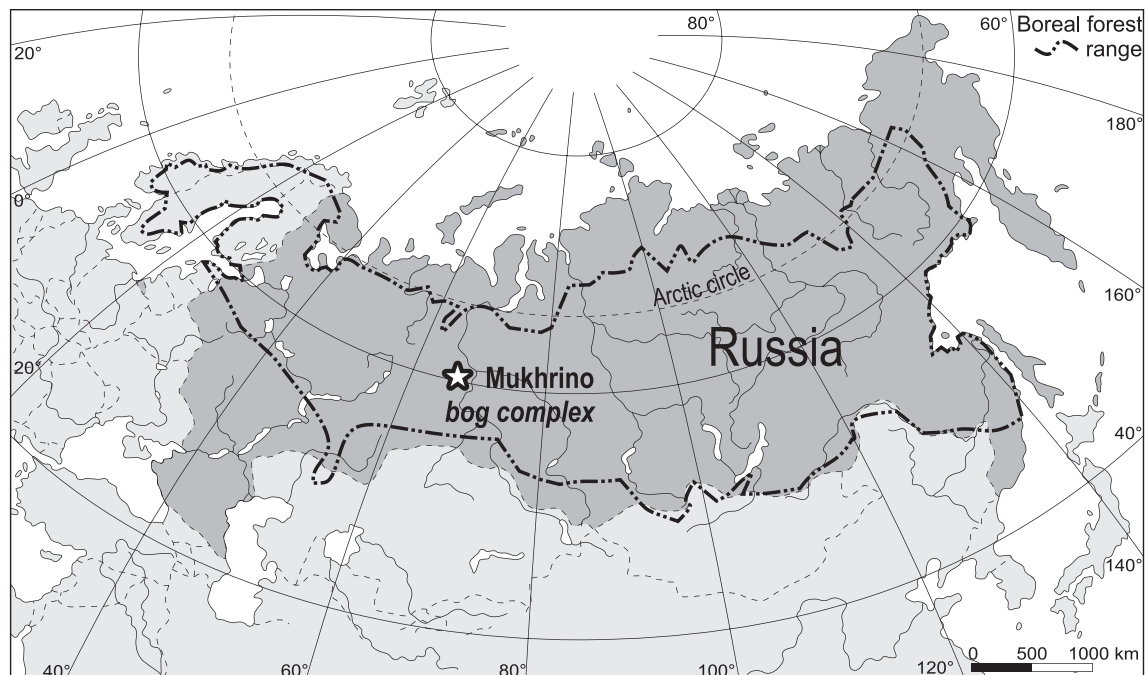 80°
60°
Boreal forest
range
20°
180°
0°
Arctic circle
160°
Russia
20°
Mukhrino
bog complex
40°
140°
40°
60°
80°
100°
120°
0 500 1000 km